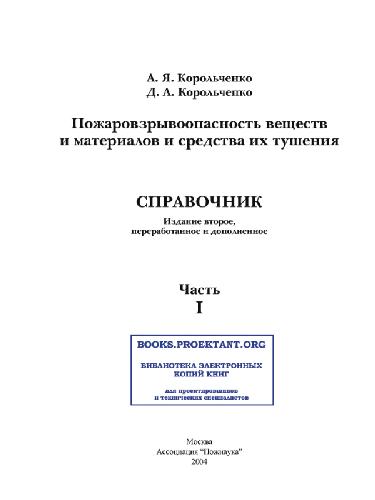 А. Я. Корольченко
Д. А. Корольченко
Пожаровзрывоопасность веществ
и материалов и средства их тушения
СПРАВОЧНИК
Издание второе,
переработанное и дополненное
Часть
I
BOOKS.PROEKTANT.ORG
БИБЛИОТЕКА ЭЛЕКТРОННЫХ
КОПИЙ КНИГ
для проектировщиков
и технических специалистов
Москва
Ассоциация "Пожнаука"
2004